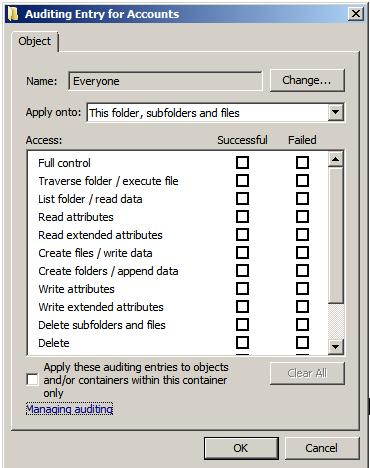 Auditing Entry for Accounts
Object
Name: Everyone Change...
Apply onto: This folder, subfolders and files
Access: Successful Failed
Full control
Traverse folder / execute file
List folder / read data
Read attributes
Read extended attributes
Create files / write data
Create folders / append data
Write attributes
Write extended attributes
Delete subfolders and files
Delete
Apply these auditing entries to objects
and/or containers within this container
only
Clear All
Managing auditing
OK Cancel